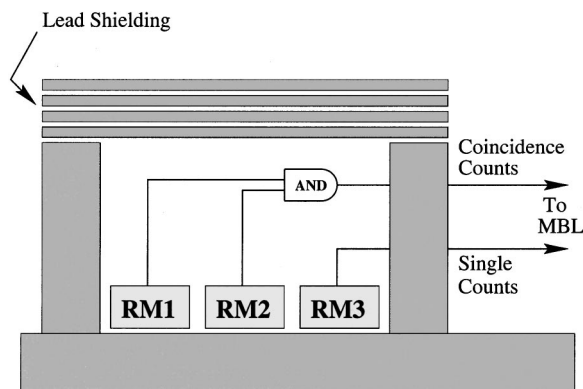 Lead Shielding
Coincidence
Counts
AND
To
MBL
Single
Counts
RM1
RM2
RM3